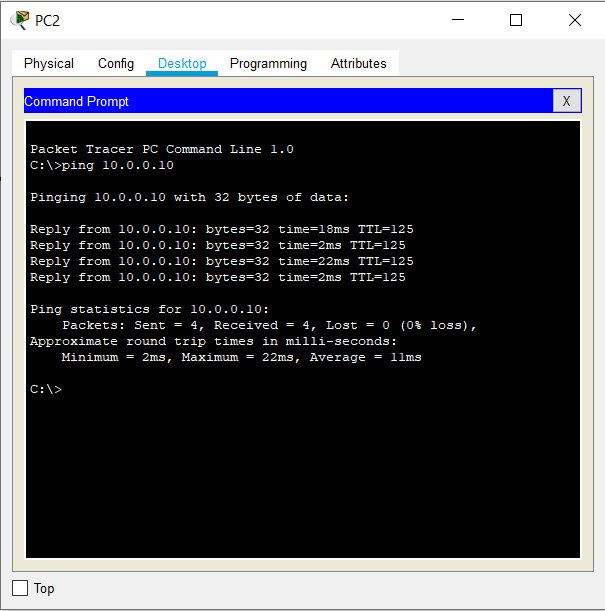 PC2
Physical Config Desktop Programming Attributes
Command Prompt X
Packet Tracer PC Command Line 1.0
C:\>ping 10.0.0.10
Pinging 10.0.0.10 with 32 bytes of data:
Reply from 10.0.0.10: bytes=32 time=18ms TTL=125
Reply from 10.0.0.10: bytes=32 time=2ms TTL=125
Reply from 10.0.0.10: bytes=32 time=22ms TTL=125
Reply from 10.0.0.10: bytes=32 time=2ms TTL=125
Ping statistics for 10.0.0.10:
    Packets: Sent = 4, Received = 4, Lost = 0 (0% loss),
Approximate round trip times in milli-seconds:
    Minimum = 2ms, Maximum = 22ms, Average = 11ms
C:\>
Top